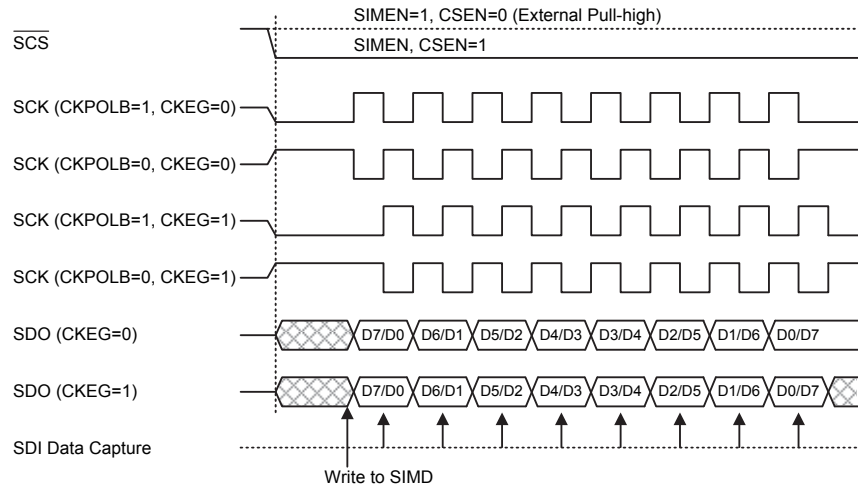 SIMEN=1, CSEN=0 (External Pull-high)
SCS
SIMEN, CSEN=1
SCK (CKPOLB=1, CKEG=0)
SCK (CKPOLB=0, CKEG=0)
SCK (CKPOLB=1, CKEG=1)
SCK (CKPOLB=0, CKEG=1)
SDO (CKEG=0) D7/D0 D6/D1 D5/D2 D4/D3 D3/D4 D2/D5 D1/D6 D0/D7
SDO (CKEG=1) D7/D0 D6/D1 D5/D2 D4/D3 D3/D4 D2/D5 D1/D6 D0/D7
SDI Data Capture
Write to SIMD